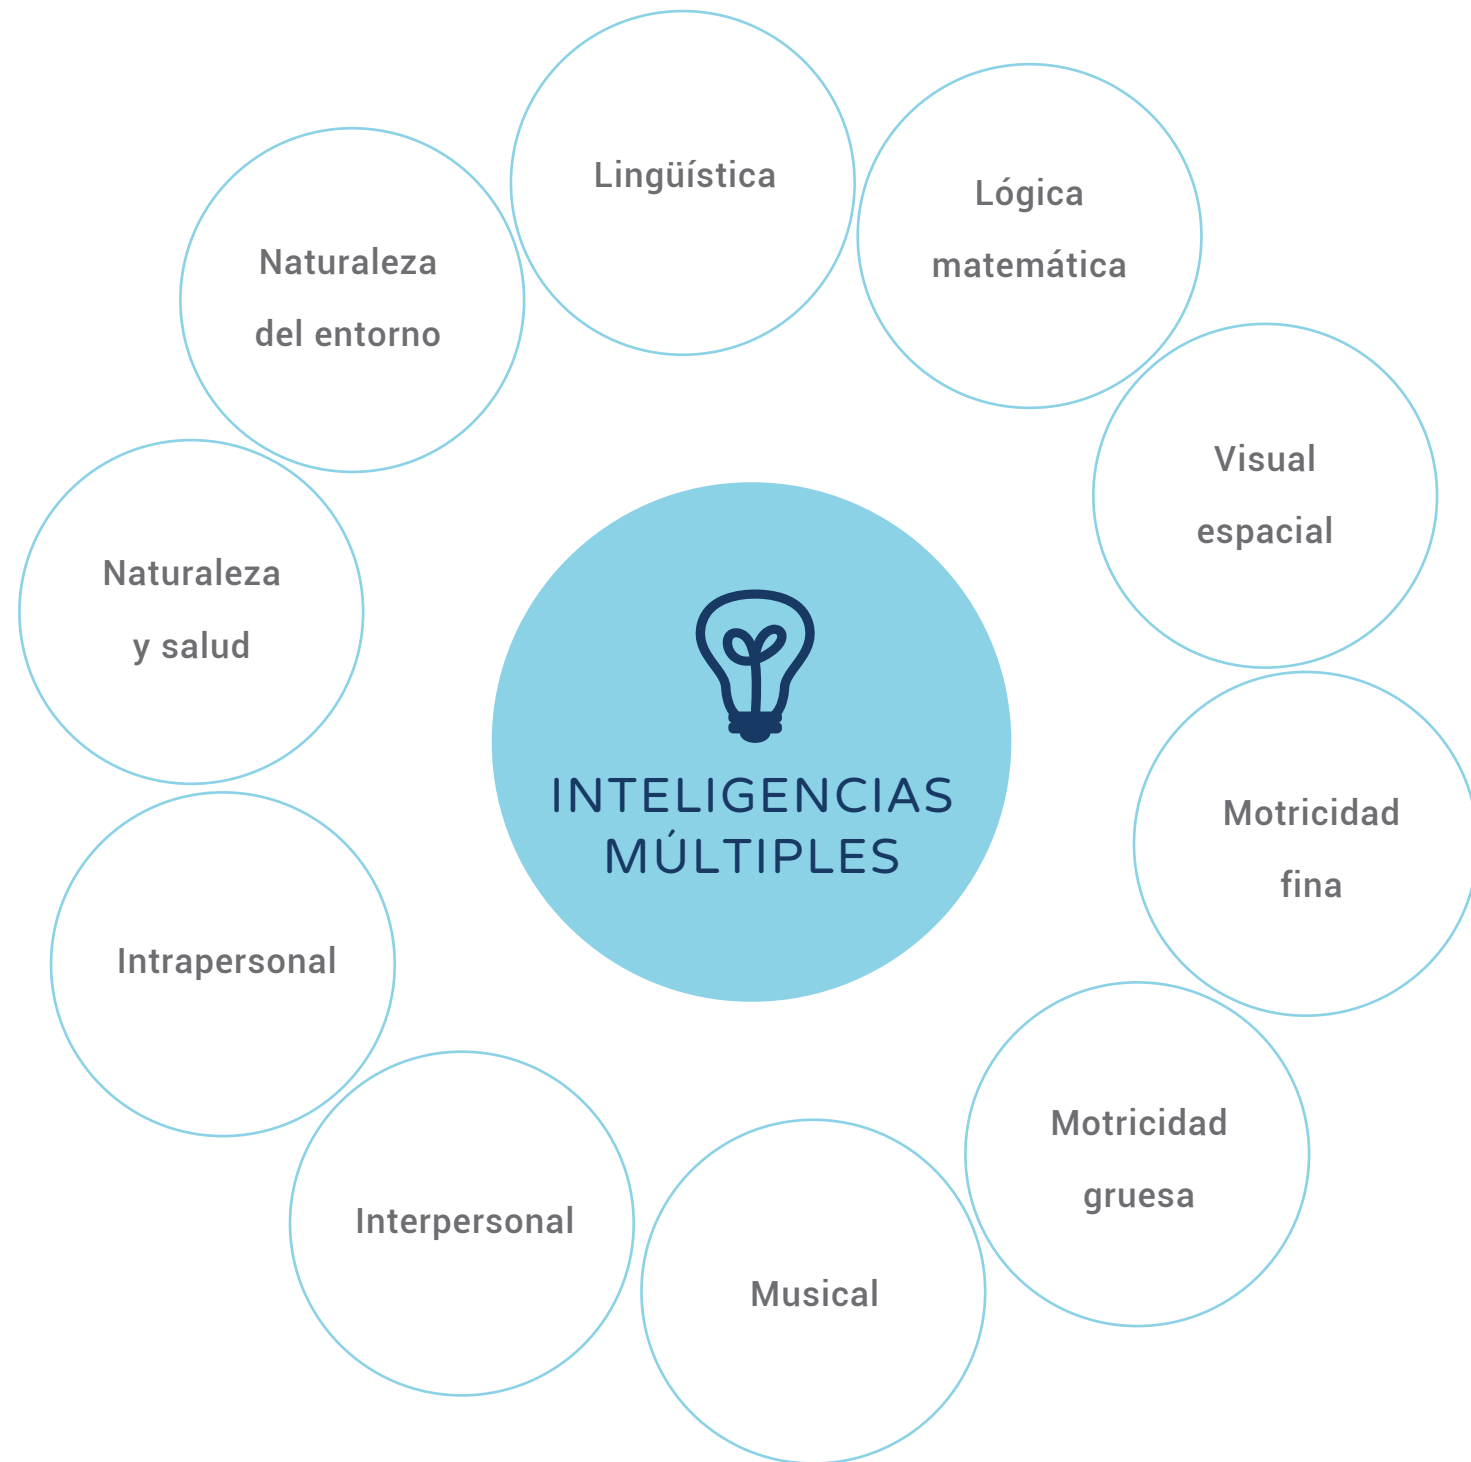 Lingüística
Lógica
matemática
Visual
espacial
Motricidad
fina
Motricidad
gruesa
Musical
Interpersonal
Intrapersonal
Naturaleza
y salud
Naturaleza
del entorno
INTELIGENCIAS
MÚLTIPLES